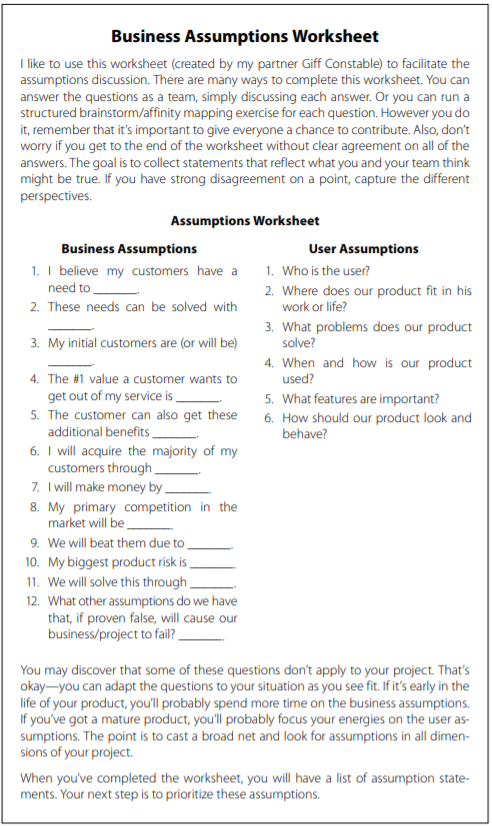 Business Assumptions Worksheet
I like to use this worksheet (created by my partner Giff Constable) to facilitate the
assumptions discussion. There are many ways to complete this worksheet. You can
answer the questions as a team, simply discussing each answer. Or you can run a
structured brainstorm/affinity mapping exercise for each question. However you do
it, remember that it's important to give everyone a chance to contribute. Also, don't
worry if you get to the end of the worksheet without clear agreement on all of the
answers. The goal is to collect statements that reflect what you and your team think
might be true. If you have strong disagreement on a point, capture the different
perspectives.
Assumptions Worksheet
Business Assumptions
1. I believe my customers have a
need to _______.
2. These needs can be solved with
_______.
3. My initial customers are (or will be)
_______.
4. The #1 value a customer wants to
get out of my service is _______.
5. The customer can also get these
additional benefits _______.
6. I will acquire the majority of my
customers through _______.
7. I will make money by _______.
8. My primary competition in the
market will be _______.
9. We will beat them due to _______.
10. My biggest product risk is _______.
11. We will solve this through _______.
12. What other assumptions do we have
that, if proven false, will cause our
business/project to fail? _______.
User Assumptions
1. Who is the user?
2. Where does our product fit in his
work or life?
3. What problems does our product
solve?
4. When and how is our product
used?
5. What features are important?
6. How should our product look and
behave?
You may discover that some of these questions don't apply to your project. That's
okay—you can adapt the questions to your situation as you see fit. If it's early in the
life of your product, you'll probably spend more time on the business assumptions.
If you've got a mature product, you'll probably focus your energies on the user as-
sumptions. The point is to cast a broad net and look for assumptions in all dimen-
sions of your project.
When you've completed the worksheet, you will have a list of assumption state-
ments. Your next step is to prioritize these assumptions.